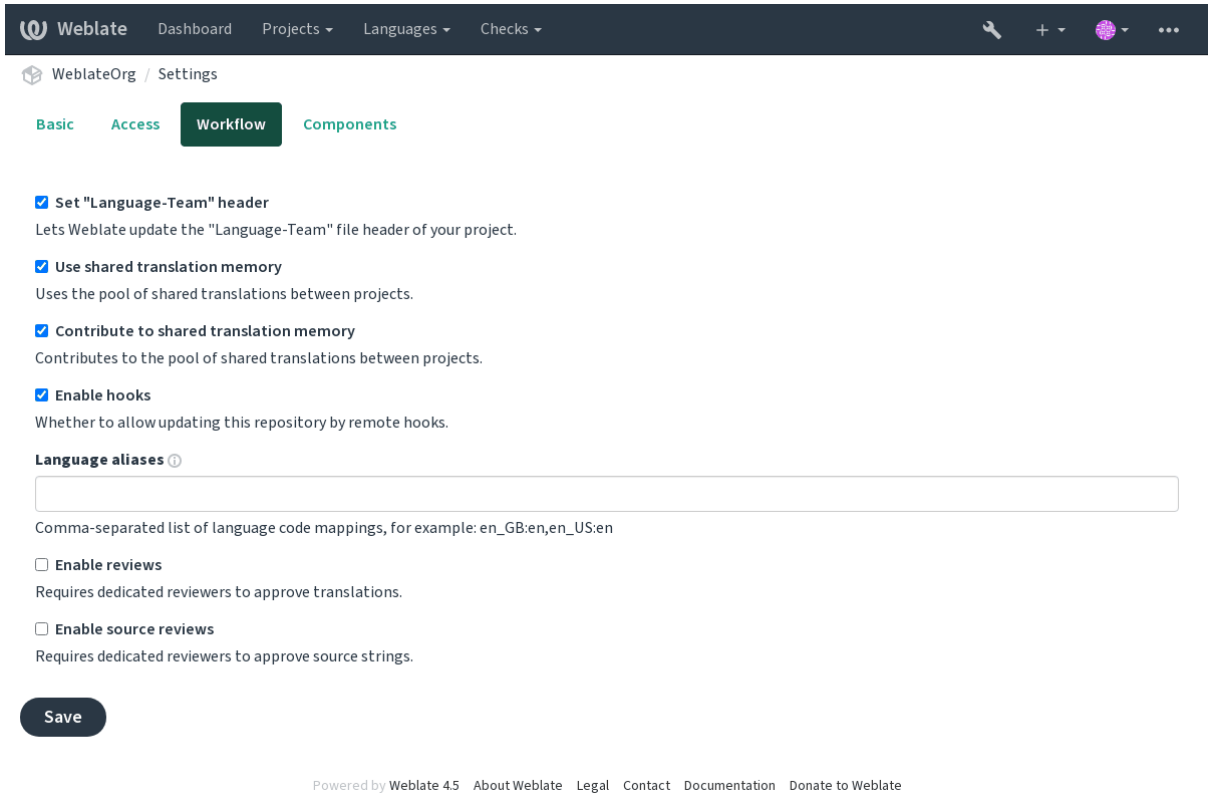 Weblate Dashboard Projects Languages Checks
WeblateOrg / Settings
Basic Access Workflow Components
Set "Language-Team" header
Lets Weblate update the "Language-Team" file header of your project.
Use shared translation memory
Uses the pool of shared translations between projects.
Contribute to shared translation memory
Contributes to the pool of shared translations between projects.
Enable hooks
Whether to allow updating this repository by remote hooks.
Language aliases
Comma-separated list of language code mappings, for example: en_GB:en,en_US:en
Enable reviews
Requires dedicated reviewers to approve translations.
Enable source reviews
Requires dedicated reviewers to approve source strings.
Save
Powered by Weblate 4.5 About Weblate Legal Contact Documentation Donate to Weblate